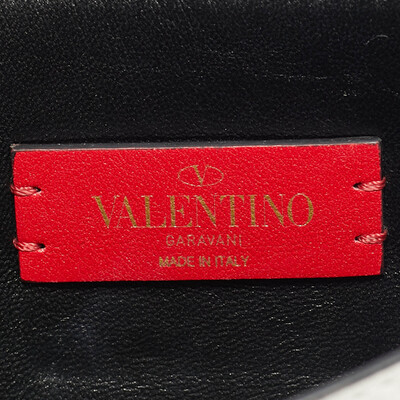 V
VALENTINO
GARAVANI
MADE IN ITALY